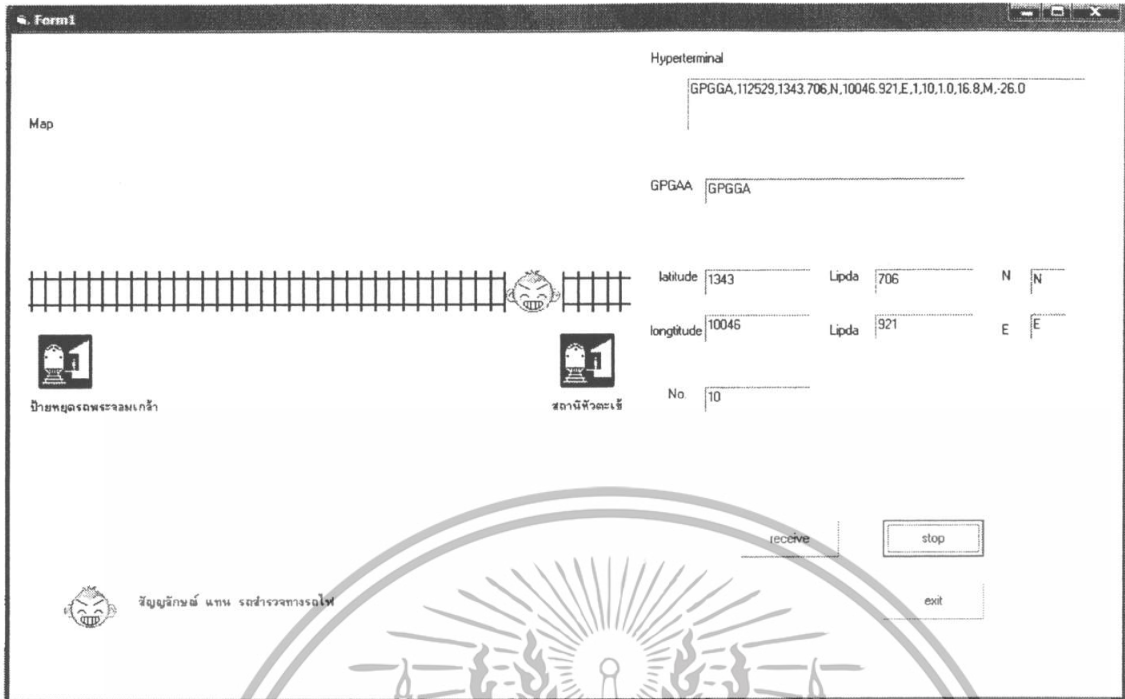 Form1
Hyperterminal
GPGGA,112529,1343.706,N,10046.921,E,1,10,1.0,16.8,M,-26.0
Map
GPGAA GPGGA
latitude 1343 Lipda 706 N N
longtitude 10046 Lipda 921 E E
ป้ายหยุดรถพระจอมเกล้า
สถานีหัวตะเข้
No. 10
receive stop
สัญญลักษณ์ แทน รถสำรวจทางรถไฟ
exit